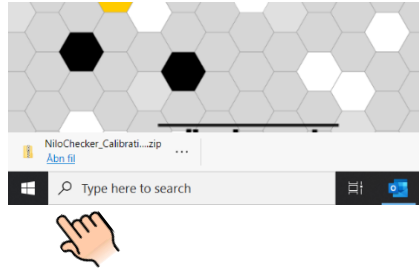 NiloChecker_Calibrati....zip
Åbn fil
Type here to search